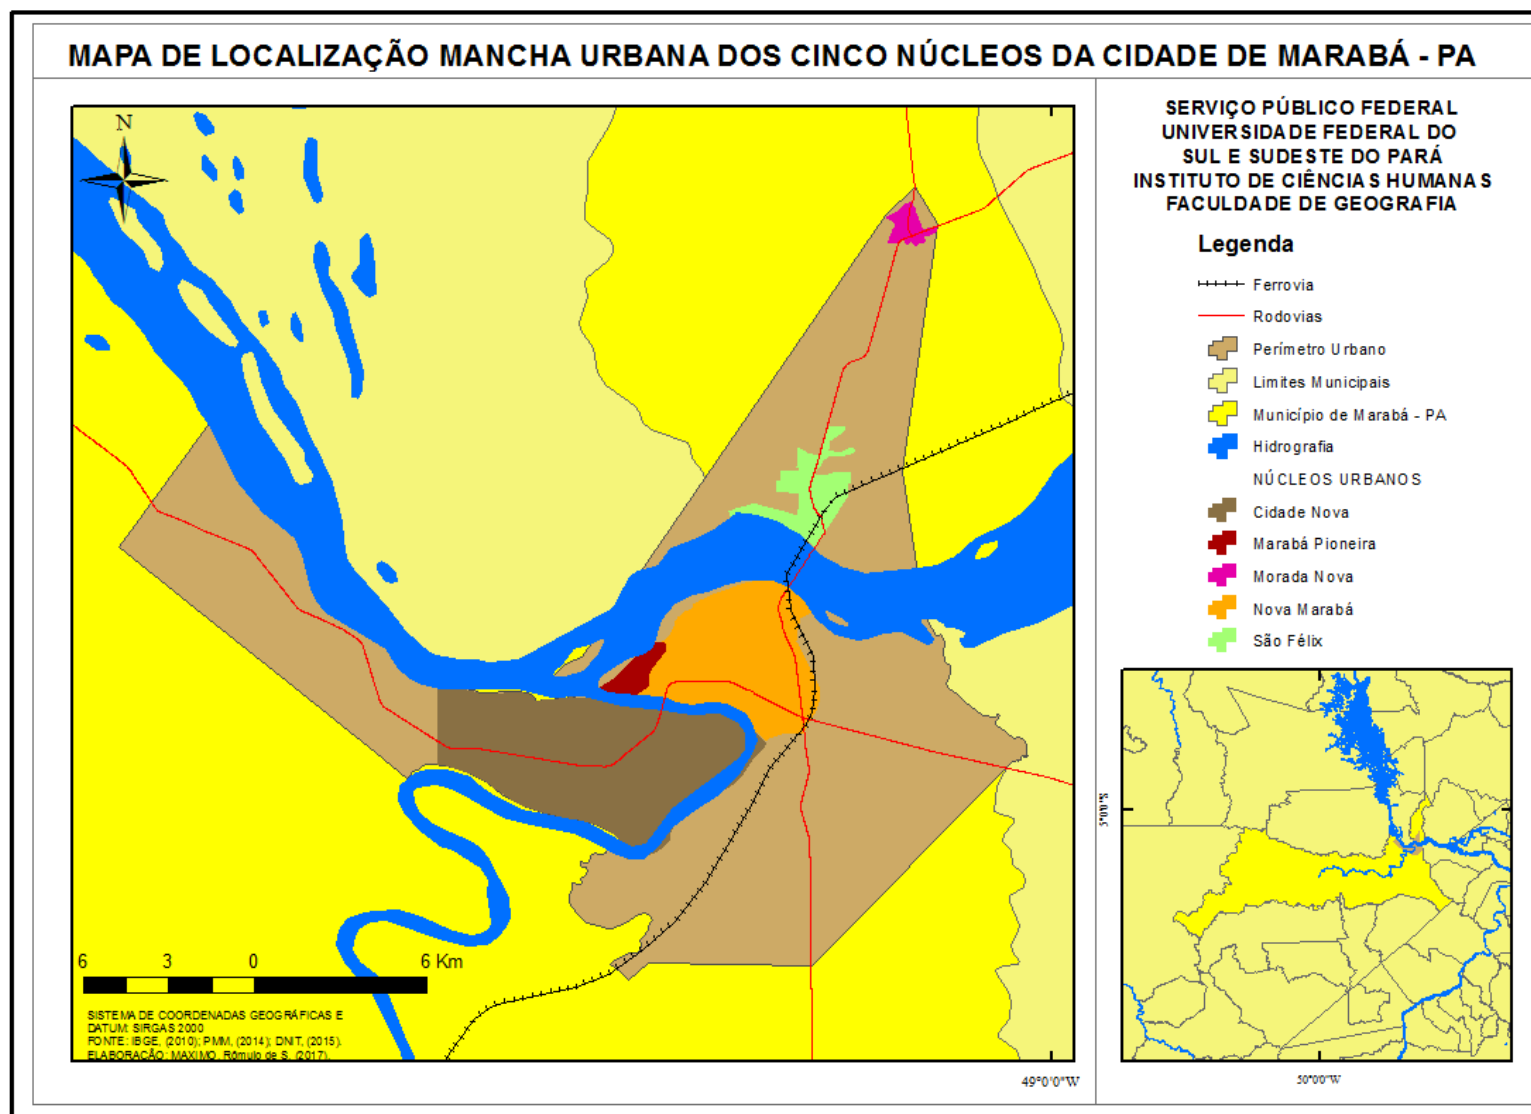 MAPA DE LOCALIZAÇÃO MANCHA URBANA DOS CINCO NÚCLEOS DA CIDADE DE MARABÁ - PA
N
6 3 0 6 Km
SISTEMA DE COORDENADAS GEOGRÁFICAS E
DATUM: SIRGAS 2000
FONTE: IBGE, (2010); PMM, (2014); DNIT, (2015).
ELABORAÇÃO: MAXIMO, Rômulo de S. (2017).
49°0'0"W
SERVIÇO PÚBLICO FEDERAL
UNIVERSIDADE FEDERAL DO
SUL E SUDESTE DO PARÁ
INSTITUTO DE CIÊNCIAS HUMANAS
FACULDADE DE GEOGRAFIA
Legenda
Ferrovia
Rodovias
Perímetro Urbano
Limites Municipais
Município de Marabá - PA
Hidrografia
NÚCLEOS URBANOS
Cidade Nova
Marabá Pioneira
Morada Nova
Nova Marabá
São Félix
5°0'0"S
50°0'0"W